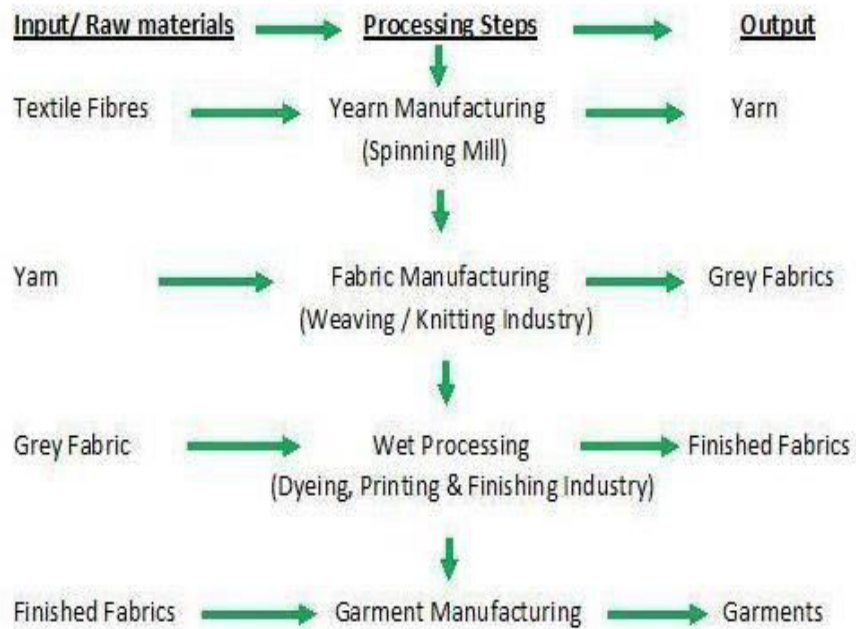 Input/ Raw materials Processing Steps Output
Textile Fibres Yearn Manufacturing Yarn
(Spinning Mill)
Yarn Fabric Manufacturing Grey Fabrics
(Weaving / Knitting Industry)
Grey Fabric Wet Processing Finished Fabrics
(Dyeing, Printing & Finishing Industry)
Finished Fabrics Garment Manufacturing Garments